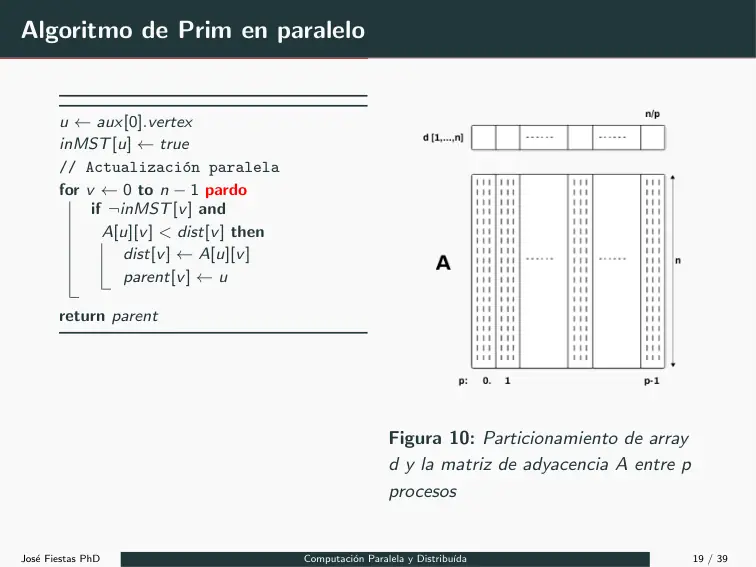 Algoritmo de Prim en paralelo
u ← aux[0].vertex
inMST[u] ← true
// Actualización paralela
for v ← 0 to n − 1 pardo
if ¬inMST[v] and
A[u][v] < dist[v] then
dist[v] ← A[u][v]
parent[v] ← u
return parent
n/p
d [1,...,n]
A
n
p: 0. 1 p-1
Figura 10: Particionamiento de array
d y la matriz de adyacencia A entre p
procesos
José Fiestas PhD Computación Paralela y Distribuída 19 / 39